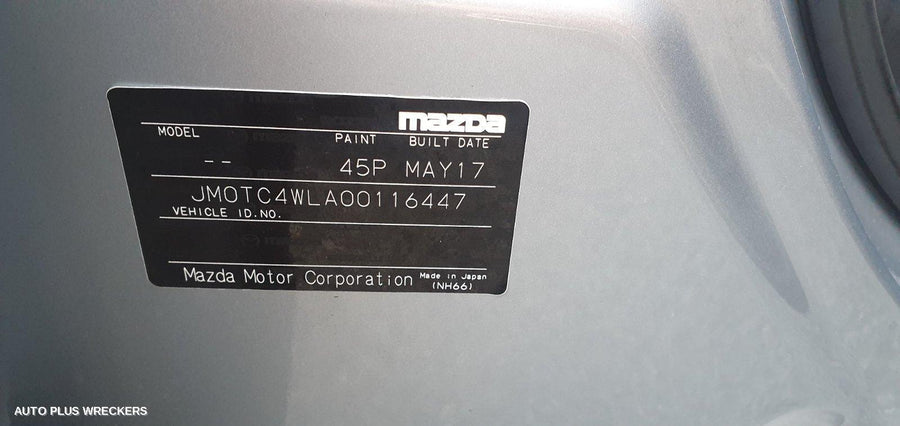 mazda
MODEL PAINT BUILT DATE
-- 45P MAY17
JM0TC4WLA00116447
VEHICLE ID.NO.
Mazda Motor Corporation Made in Japan
(NH66)
AUTO PLUS WRECKERS